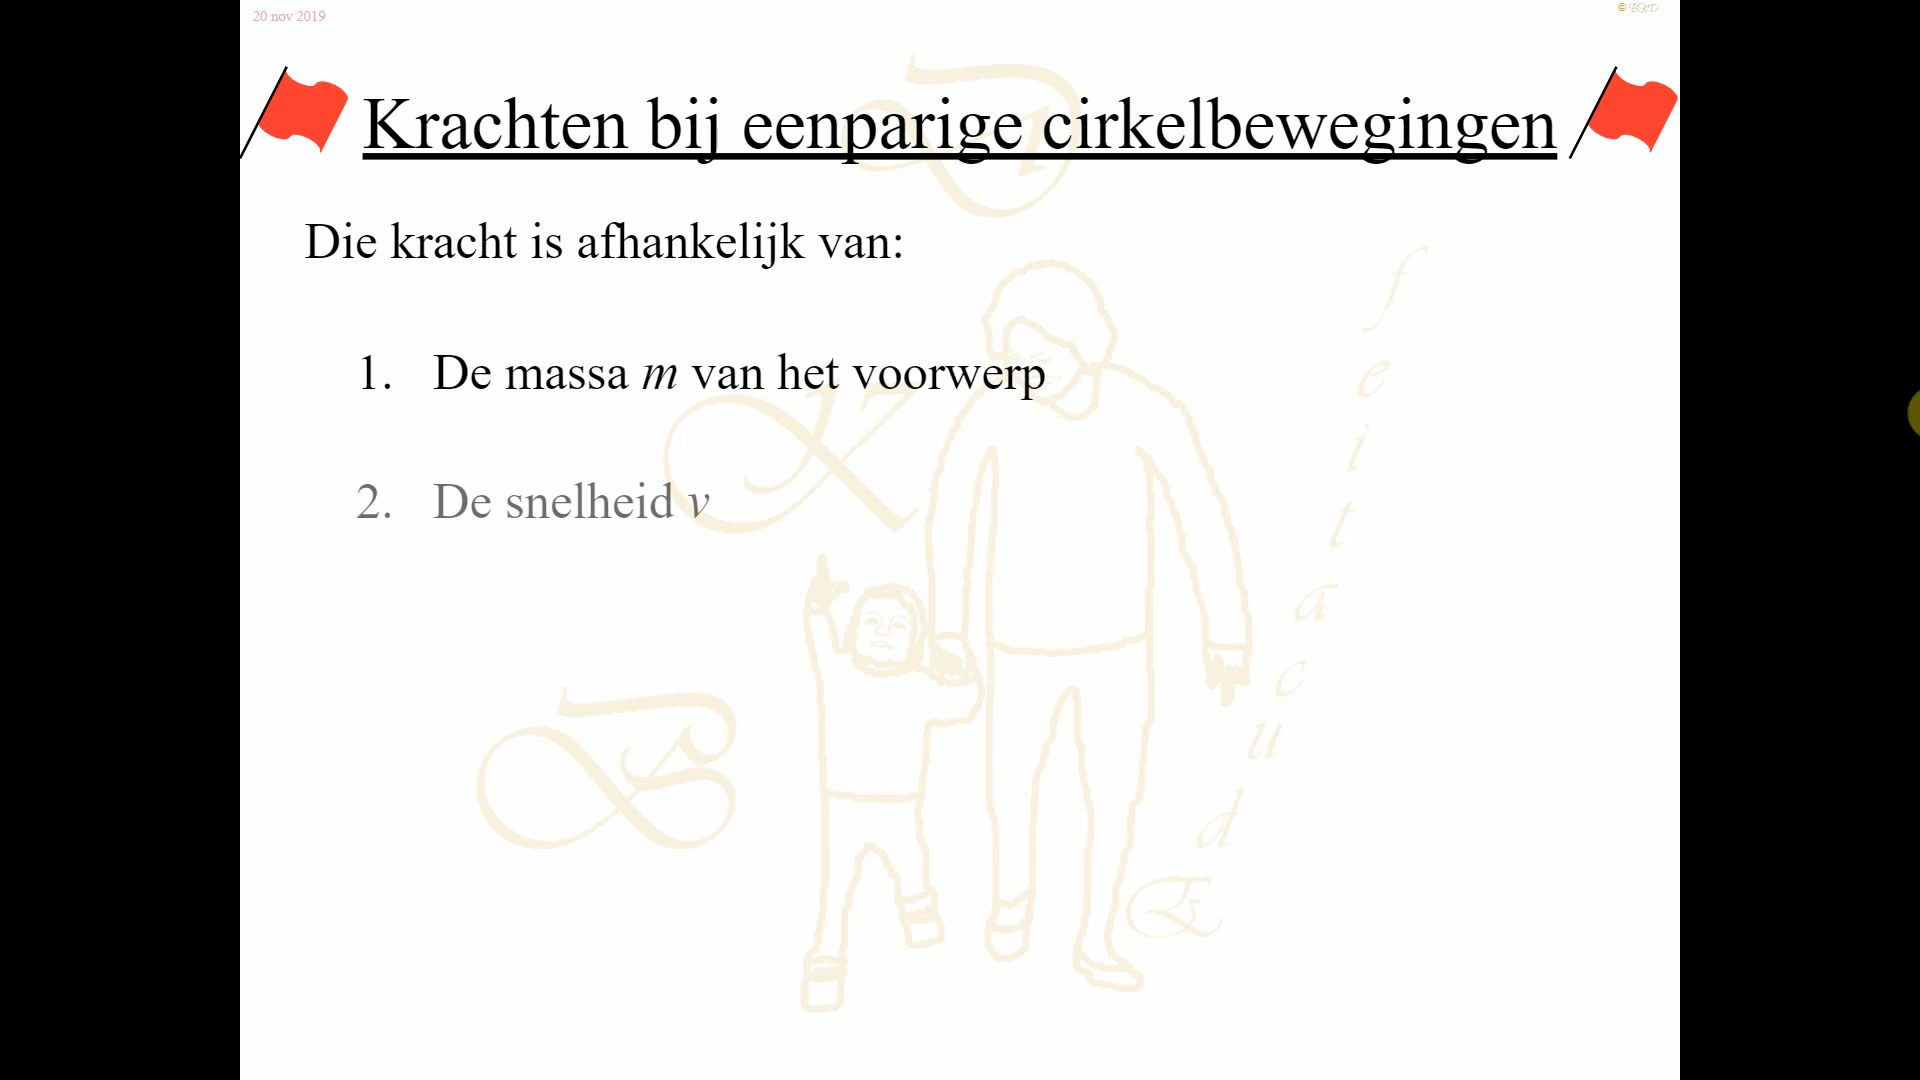 20 nov 2019
© BKD
Krachten bij eenparige cirkelbewegingen
Die kracht is afhankelijk van:
1. De massa m van het voorwerp
2. De snelheid v